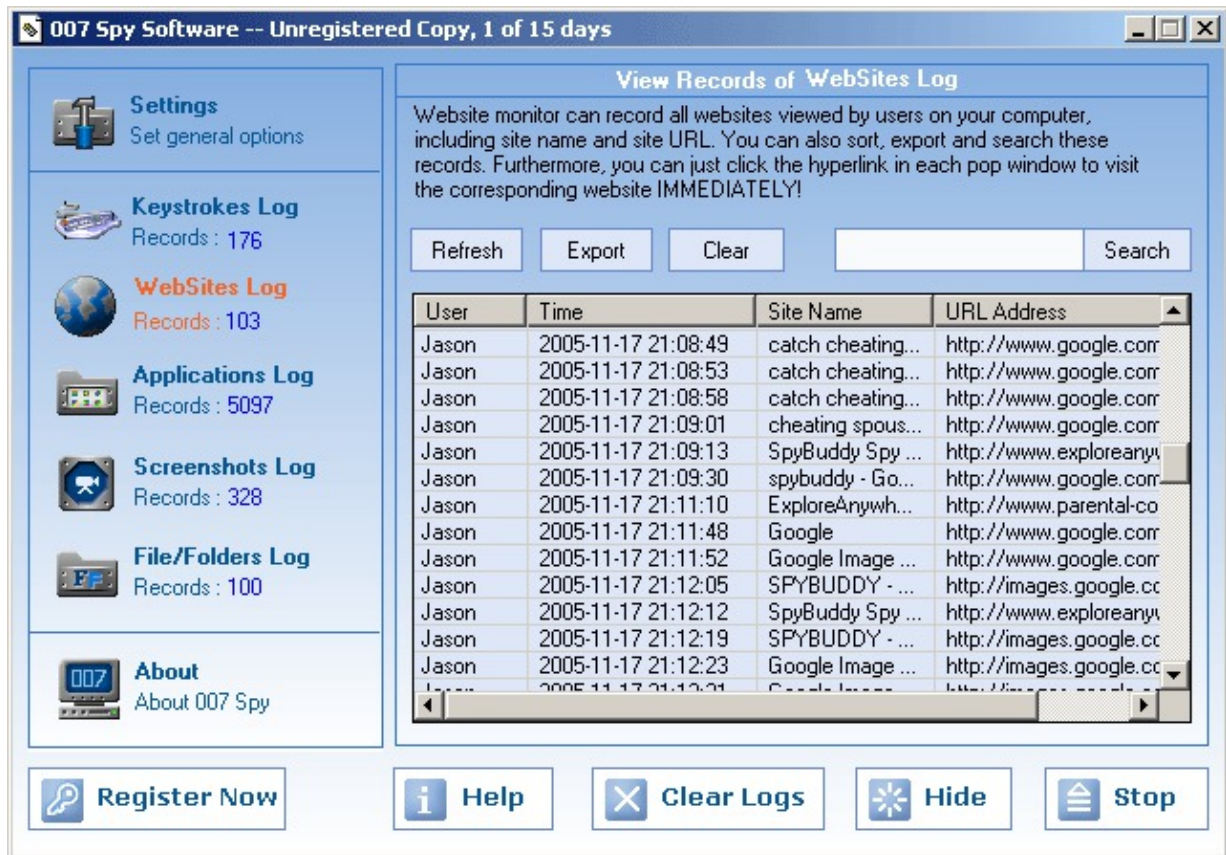 007 Spy Software -- Unregistered Copy, 1 of 15 days
Settings
Set general options
Keystrokes Log
Records : 176
WebSites Log
Records : 103
Applications Log
Records : 5097
Screenshots Log
Records : 328
File/Folders Log
Records : 100
007
About
About 007 Spy
View Records of WebSites Log
Website monitor can record all websites viewed by users on your computer,
including site name and site URL. You can also sort, export and search these
records. Furthermore, you can just click the hyperlink in each pop window to visit
the corresponding website IMMEDIATELY!
Refresh Export Clear Search
User Time Site Name URL Address
Jason 2005-11-17 21:08:49 catch cheating... http://www.google.com
Jason 2005-11-17 21:08:53 catch cheating... http://www.google.com
Jason 2005-11-17 21:08:58 catch cheating... http://www.google.com
Jason 2005-11-17 21:09:01 cheating spous... http://www.google.com
Jason 2005-11-17 21:09:13 SpyBuddy Spy ... http://www.exploreanyw
Jason 2005-11-17 21:09:30 spybuddy - Go... http://www.google.com
Jason 2005-11-17 21:11:10 ExploreAnywh... http://www.parental-co
Jason 2005-11-17 21:11:48 Google http://www.google.com
Jason 2005-11-17 21:11:52 Google Image ... http://www.google.com
Jason 2005-11-17 21:12:05 SPYBUDDY - ... http://images.google.cc
Jason 2005-11-17 21:12:12 SpyBuddy Spy ... http://www.exploreanyw
Jason 2005-11-17 21:12:19 SPYBUDDY - ... http://images.google.cc
Jason 2005-11-17 21:12:23 Google Image ... http://images.google.cc
Register Now Help Clear Logs Hide Stop